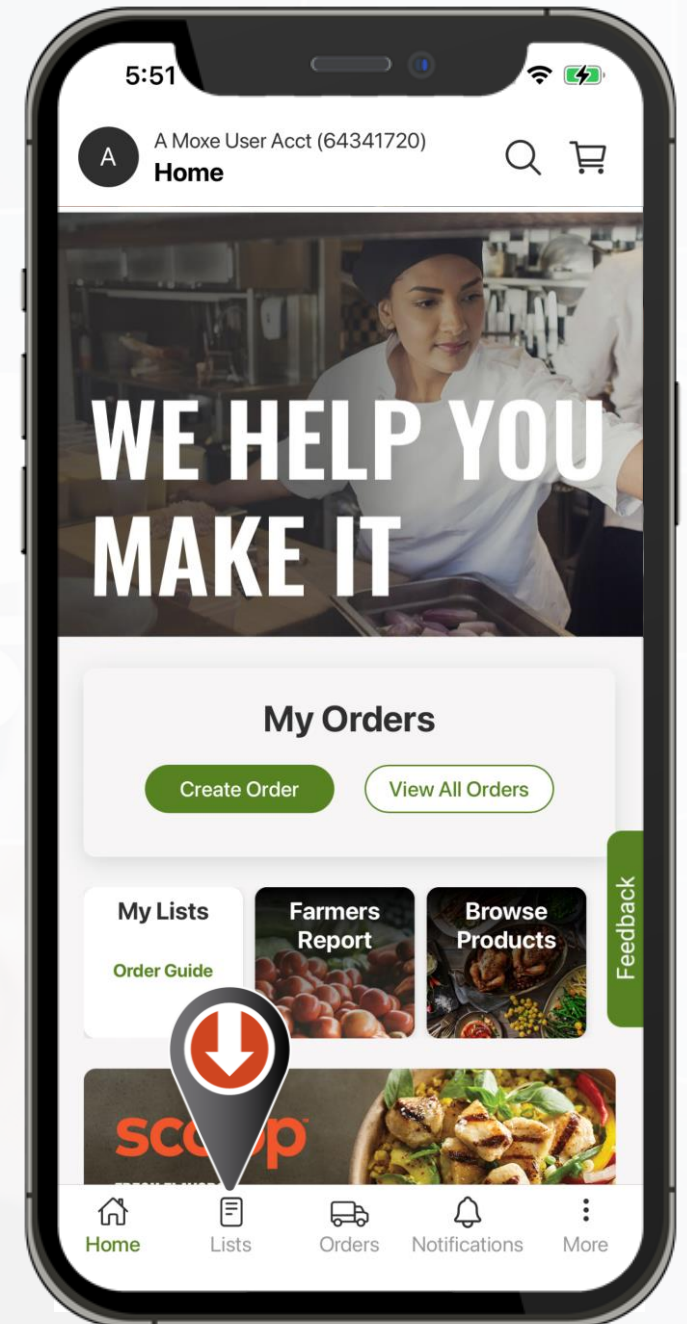 5:51
A
A Moxe User Acct (64341720)
Home
WE HELP YOU
MAKE IT
My Orders
Create Order
View All Orders
Feedback
My Lists
Order Guide
Farmers
Report
Browse
Products
Home
Lists
Orders
Notifications
More